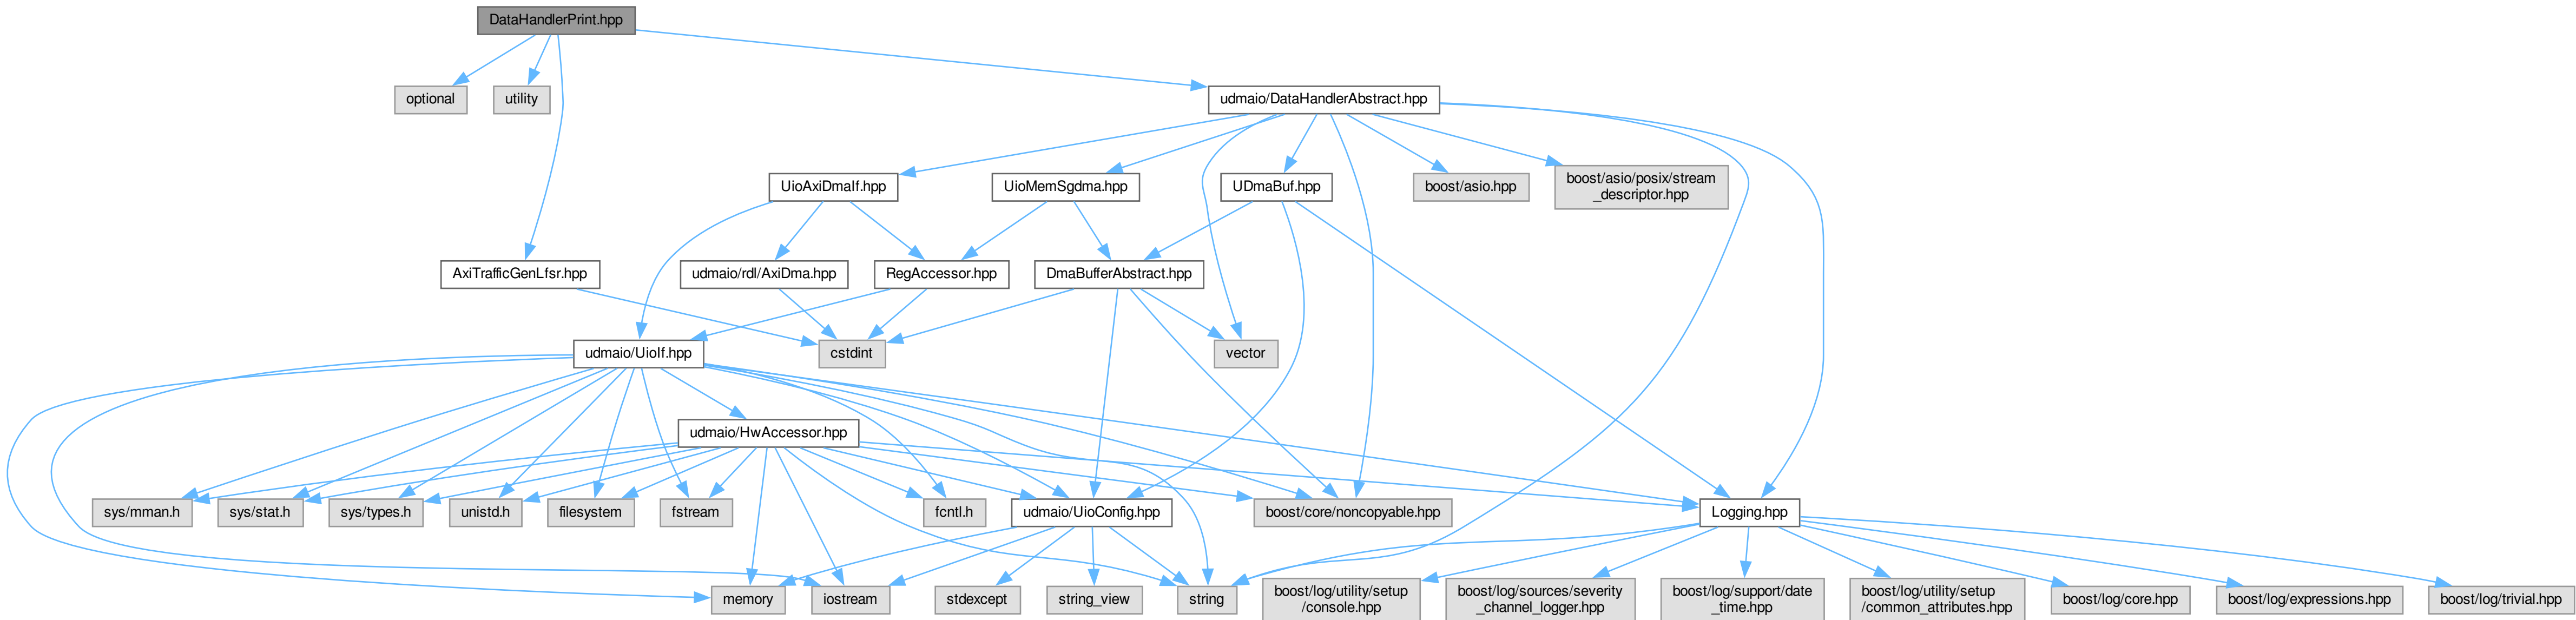 DataHandlerPrint.hpp
optional
utility
udmaio/DataHandlerAbstract.hpp
UioAxiDmaIf.hpp
UioMemSgdma.hpp
UDmaBuf.hpp
boost/asio.hpp
boost/asio/posix/stream
_descriptor.hpp
AxiTrafficGenLfsr.hpp
udmaio/rdl/AxiDma.hpp
RegAccessor.hpp
DmaBufferAbstract.hpp
udmaio/UioIf.hpp
cstdint
vector
udmaio/HwAccessor.hpp
sys/mman.h
sys/stat.h
sys/types.h
unistd.h
filesystem
fstream
fcntl.h
udmaio/UioConfig.hpp
boost/core/noncopyable.hpp
Logging.hpp
memory
iostream
stdexcept
string_view
string
boost/log/utility/setup
/console.hpp
boost/log/sources/severity
_channel_logger.hpp
boost/log/support/date
_time.hpp
boost/log/utility/setup
/common_attributes.hpp
boost/log/core.hpp
boost/log/expressions.hpp
boost/log/trivial.hpp